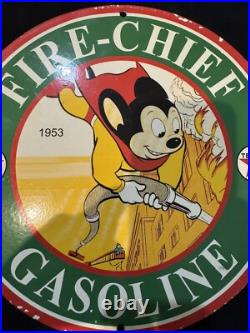 FIRE-CHIEF
1953
T
GASOLINE